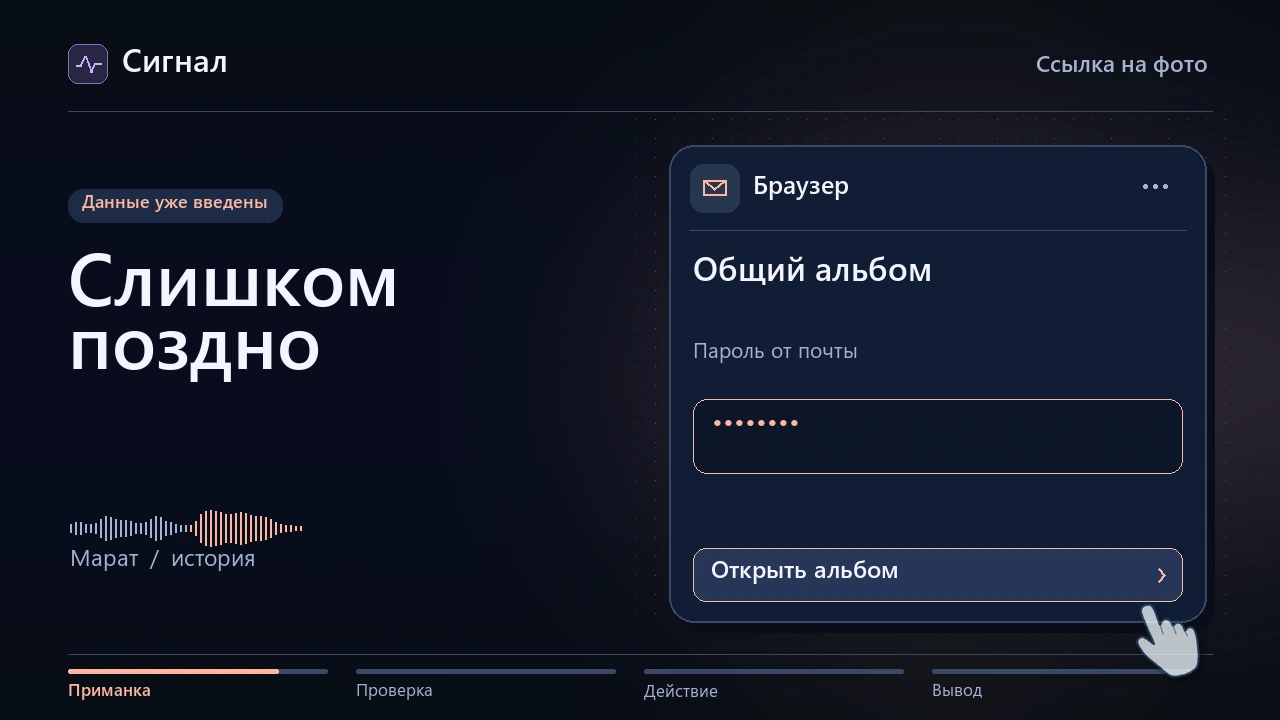 Сигнал
Ссылка на фото
Данные уже введены
Слишком
поздно
Марат / история
Браузер
Общий альбом
Пароль от почты
••••••••
Открыть альбом
Приманка
Проверка
Действие
Вывод